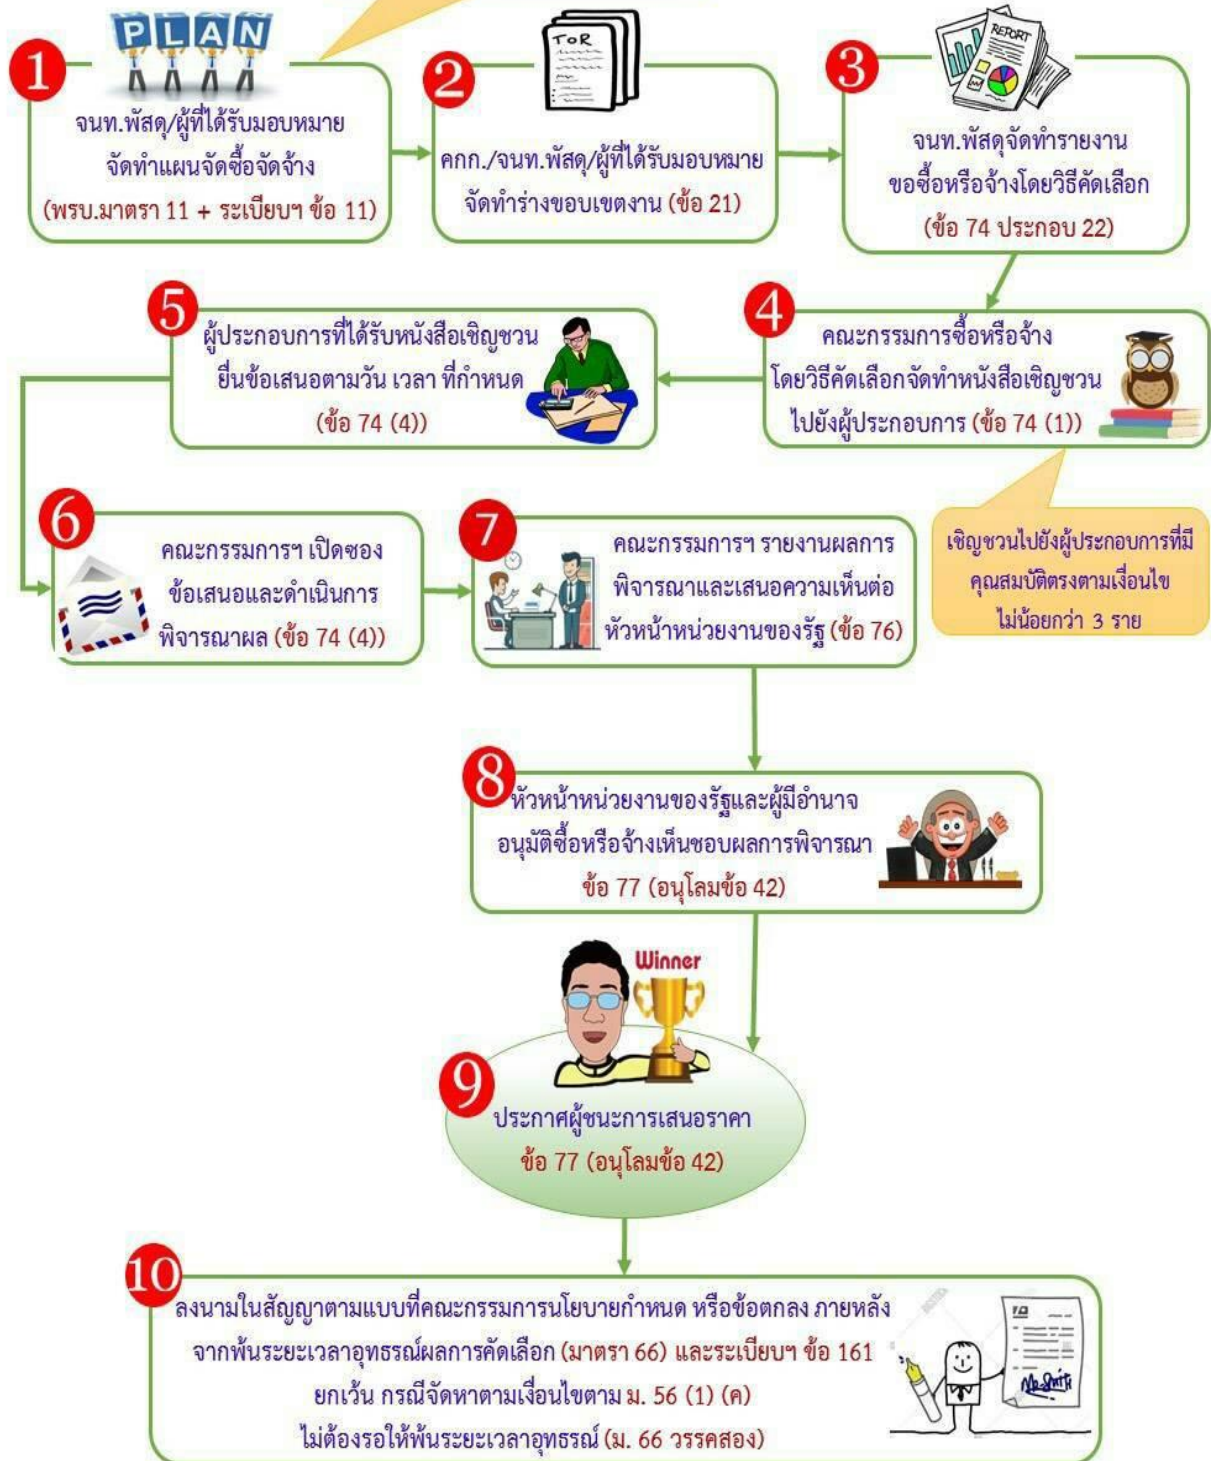 PLAN
1
จนท.พัสดุ/ผู้ที่ได้รับมอบหมาย
จัดทำแผนจัดซื้อจัดจ้าง
(พรบ.มาตรา 11 + ระเบียบฯ ข้อ 11)
TOR
2
คกก./จนท.พัสดุ/ผู้ที่ได้รับมอบหมาย
จัดทำร่างขอบเขตงาน (ข้อ 21)
REPORT
3
จนท.พัสดุจัดทำรายงาน
ขอซื้อหรือจ้างโดยวิธีคัดเลือก
(ข้อ 74 ประกอบ 22)
4
คณะกรรมการซื้อหรือจ้าง
โดยวิธีคัดเลือกจัดทำหนังสือเชิญชวน
ไปยังผู้ประกอบการ (ข้อ 74 (1))
เชิญชวนไปยังผู้ประกอบการที่มี
คุณสมบัติตรงตามเงื่อนไข
ไม่น้อยกว่า 3 ราย
5
ผู้ประกอบการที่ได้รับหนังสือเชิญชวน
ยื่นข้อเสนอตามวัน เวลา ที่กำหนด
(ข้อ 74 (4))
6
คณะกรรมการฯ เปิดซอง
ข้อเสนอและดำเนินการ
พิจารณาผล (ข้อ 74 (4))
7
คณะกรรมการฯ รายงานผลการ
พิจารณาและเสนอความเห็นต่อ
หัวหน้าหน่วยงานของรัฐ (ข้อ 76)
8
หัวหน้าหน่วยงานของรัฐและผู้มีอำนาจ
อนุมัติซื้อหรือจ้างเห็นชอบผลการพิจารณา
ข้อ 77 (อนุโลมข้อ 42)
Winner
9
ประกาศผู้ชนะการเสนอราคา
ข้อ 77 (อนุโลมข้อ 42)
10
ลงนามในสัญญาตามแบบที่คณะกรรมการนโยบายกำหนด หรือข้อตกลง ภายหลัง
จากพ้นระยะเวลาอุทธรณ์ผลการคัดเลือก (มาตรา 66) และระเบียบฯ ข้อ 161
ยกเว้น กรณีจัดหาตามเงื่อนไขตาม ม. 56 (1) (ค)
ไม่ต้องรอให้พ้นระยะเวลาอุทธรณ์ (ม. 66 วรรคสอง)